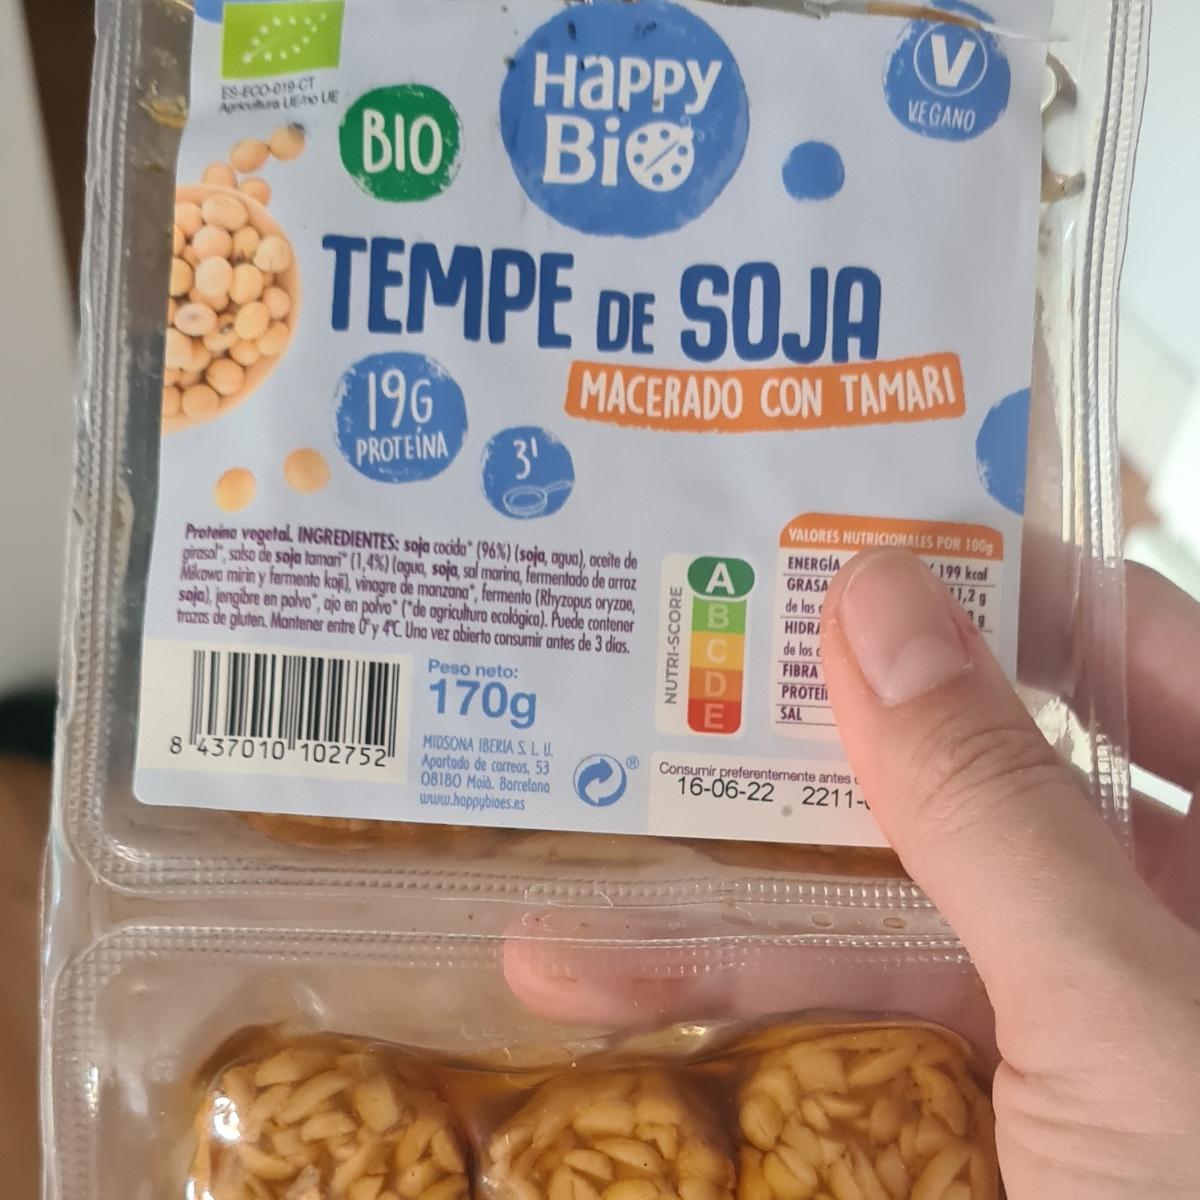 ES-ECO-019-CT
Agricultura UE/no UE
BIO
HAPPY
BiO
V
VEGANO
TEMPE DE SOJA
MACERADO CON TAMARI
19G
PROTEÍNA
3'
Proteína vegetal. INGREDIENTES: soja cocida* (96%) (soja, agua), aceite de
girasol*, salsa de soja tamari* (1,4%) (agua, soja, sal marina, fermentado de arroz
Mikawa mirin y fermento koji), vinagre de manzana*, fermento (Rhyzopus oryzae,
soja), jengibre en polvo*, ajo en polvo* (*de agricultura ecológica). Puede contener
trazas de gluten. Mantener entre 0º y 4ºC. Una vez abierto consumir antes de 3 días.
8 437010 102752
Peso neto:
170g
MIDSONA IBERIA S. L. U.
Apartado de correos, 53
08180 Moià. Barcelona
www.happybioes.es
®
NUTRI-SCORE
A
B
C
D
E
VALORES NUTRICIONALES POR 100g
ENERGÍA / 199 kcal
GRASA 11,2 g
de las g
HIDRA
de los
FIBRA
PROTEÍ
SAL
Consumir preferentemente antes
16-06-22 2211-